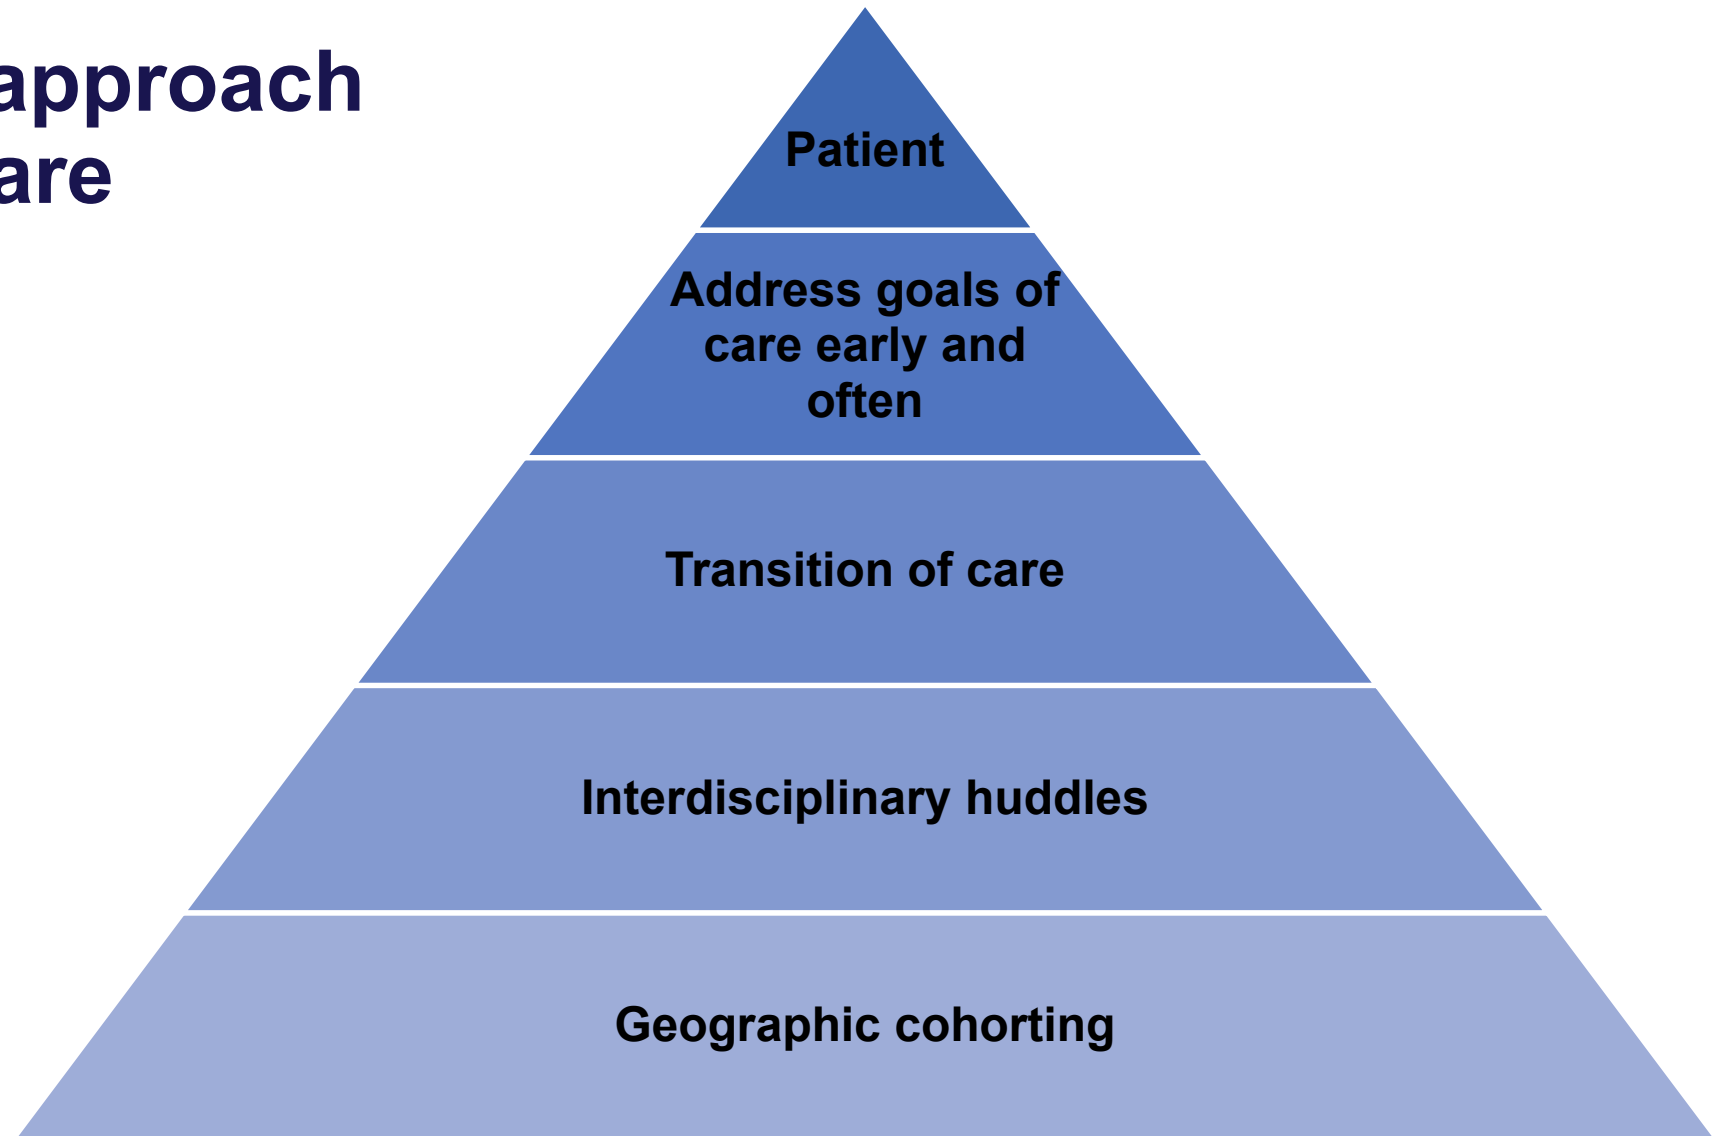 approach
are
Patient
Address goals of
care early and
often
Transition of care
Interdisciplinary huddles
Geographic cohorting